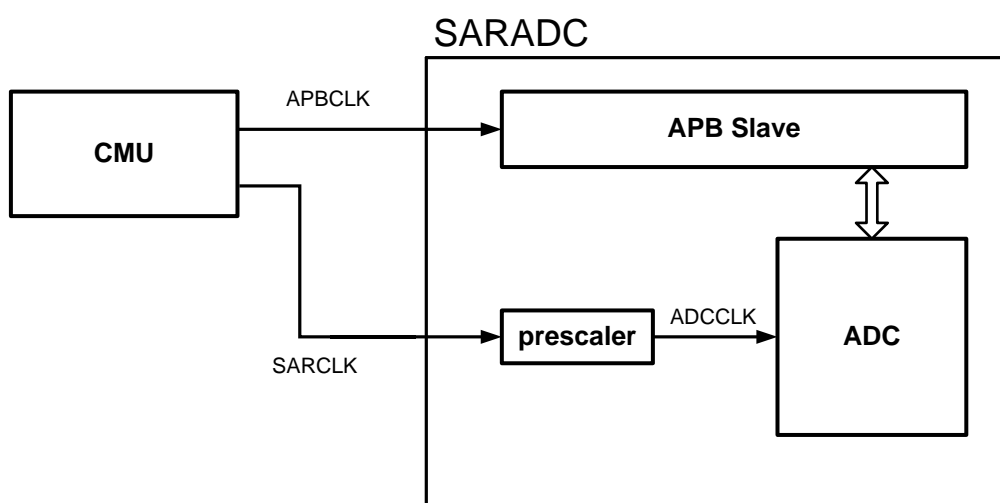 SARADC
APBCLK
CMU
APB Slave
prescaler
ADCCLK
ADC
SARCLK